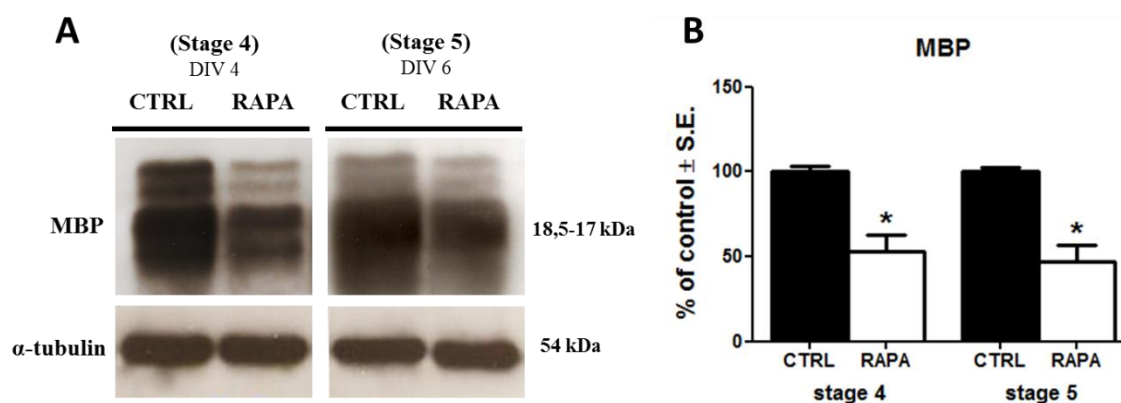 A
(Stage 4)
DIV 4
CTRL RAPA
(Stage 5)
DIV 6
CTRL RAPA
MBP
18,5-17 kDa
α-tubulin
54 kDa
B
MBP
% of control ± S.E.
150
100
50
0
*
*
CTRL RAPA CTRL RAPA
stage 4 stage 5